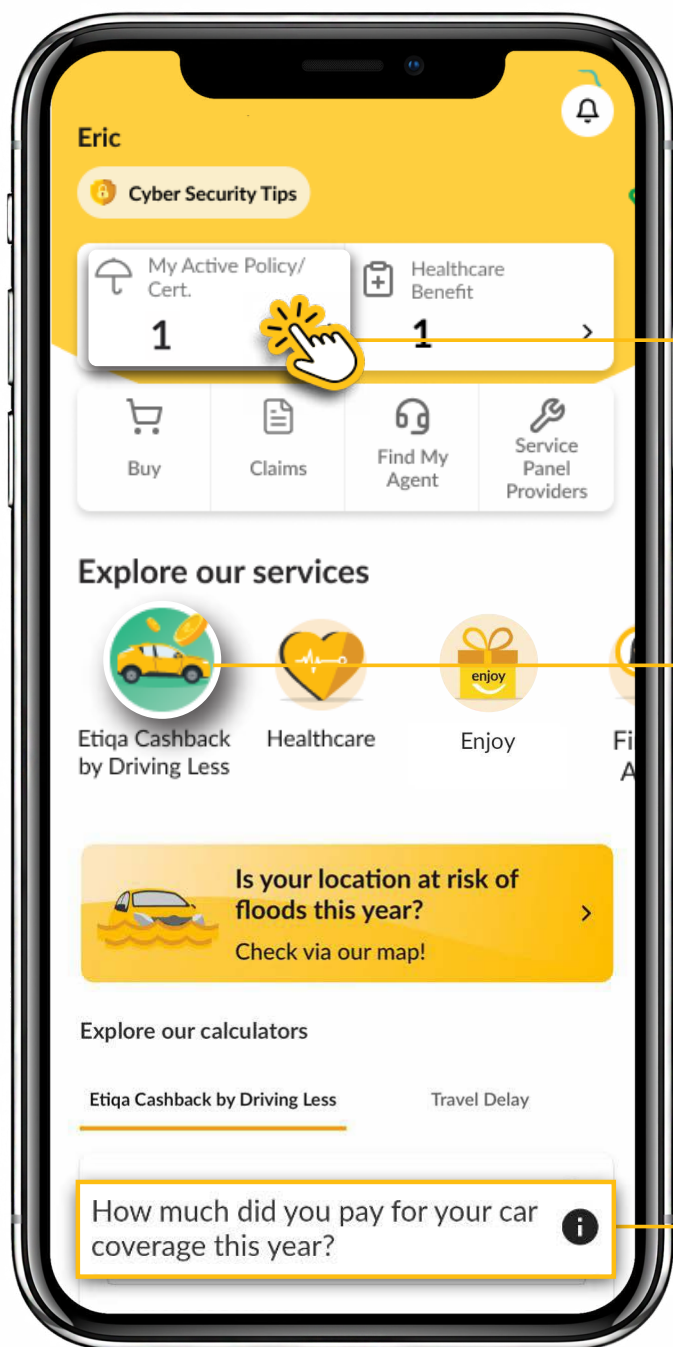 Eric
Cyber Security Tips
My Active Policy/
Cert.
1
Healthcare
Benefit
1
Buy
Claims
Find My
Agent
Service
Panel
Providers
Explore our services
enjoy
Etiqa Cashback
by Driving Less
Healthcare
Enjoy
Fi
A
Is your location at risk of
floods this year?
Check via our map!
Explore our calculators
Etiqa Cashback by Driving Less
Travel Delay
How much did you pay for your car
coverage this year?